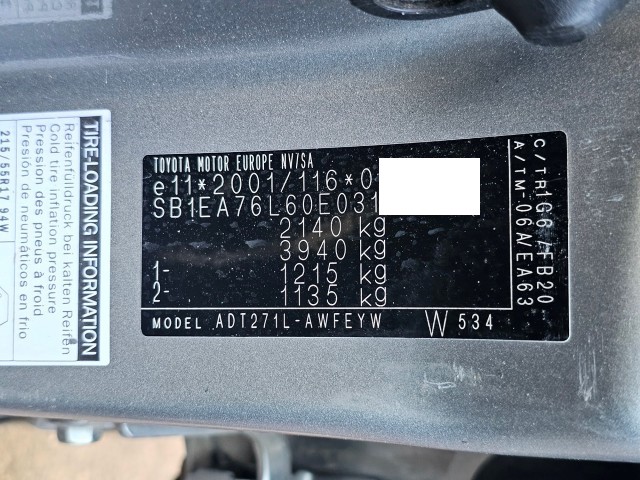 TOYOTA MOTOR EUROPE NV/SA
e11*2001/116*0
SB1EA76L60E031
2140 kg
3940 kg
1- 1215 kg
2- 1135 kg
MODEL ADT271L-AWFEYW W534
C/TR 1G6 / FB20
A/TM -06A/EA63
TIRE-LOADING INFORMATION
Reifenfülldruck bei kalten Reifen
Cold tire inflation pressure
Pression des pneus à froid
Presión de neumáticos en frio
215/55R17 94W